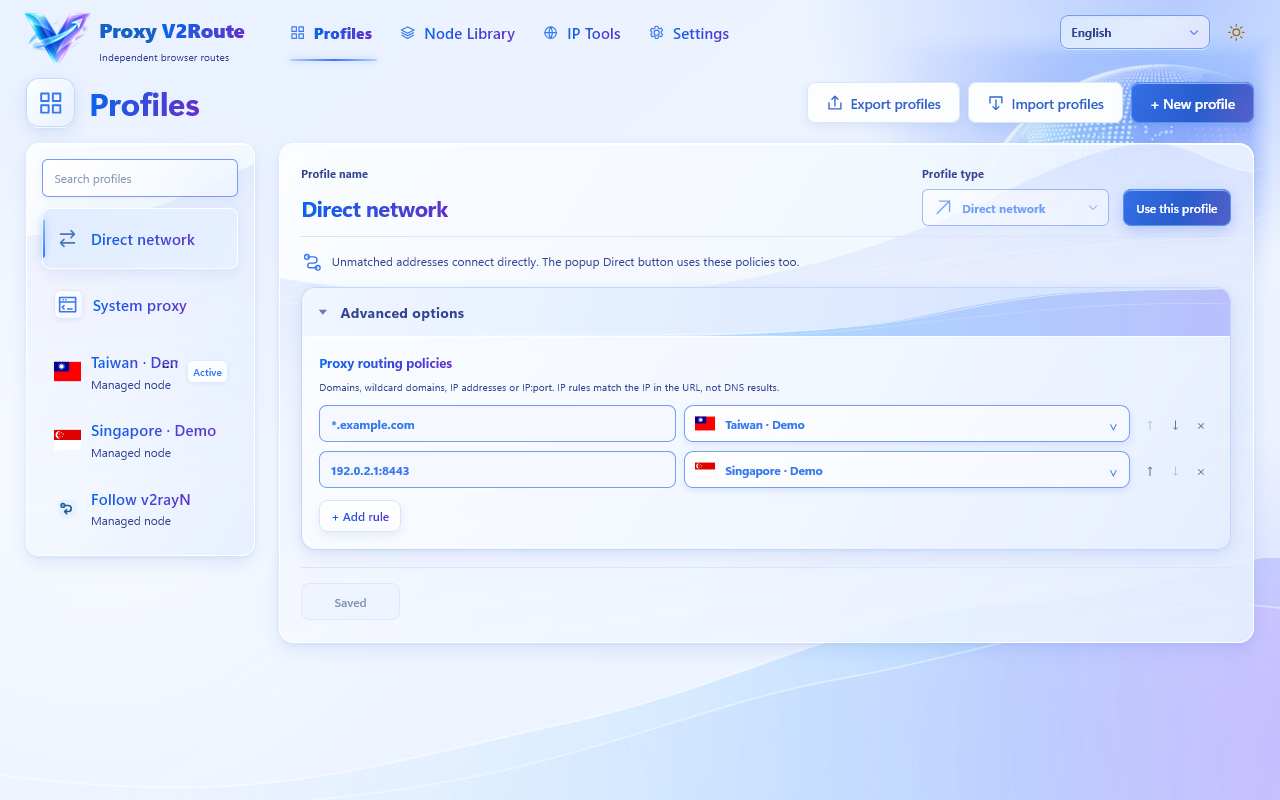 Proxy V2Route
Independent browser routes
Profiles
Node Library
IP Tools
Settings
English
Profiles
Export profiles
Import profiles
+ New profile
Search profiles
Direct network
System proxy
Taiwan · Dem
Managed node
Active
Singapore · Demo
Managed node
Follow v2rayN
Managed node
Profile name
Direct network
Profile type
Direct network
Use this profile
Unmatched addresses connect directly. The popup Direct button uses these policies too.
Advanced options
Proxy routing policies
Domains, wildcard domains, IP addresses or IP:port. IP rules match the IP in the URL, not DNS results.
*.example.com
Taiwan · Demo
192.0.2.1:8443
Singapore · Demo
+ Add rule
Saved